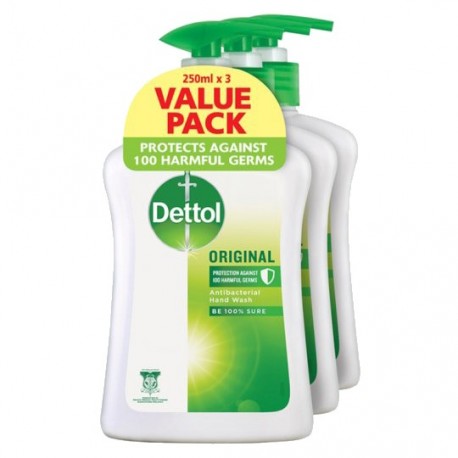 250ml x 3
VALUE
PACK
PROTECTS AGAINST
100 HARMFUL GERMS
Dettol
ORIGINAL
PROTECTION AGAINST
100 HARMFUL GERMS
Antibacterial
Hand Wash
BE 100% SURE